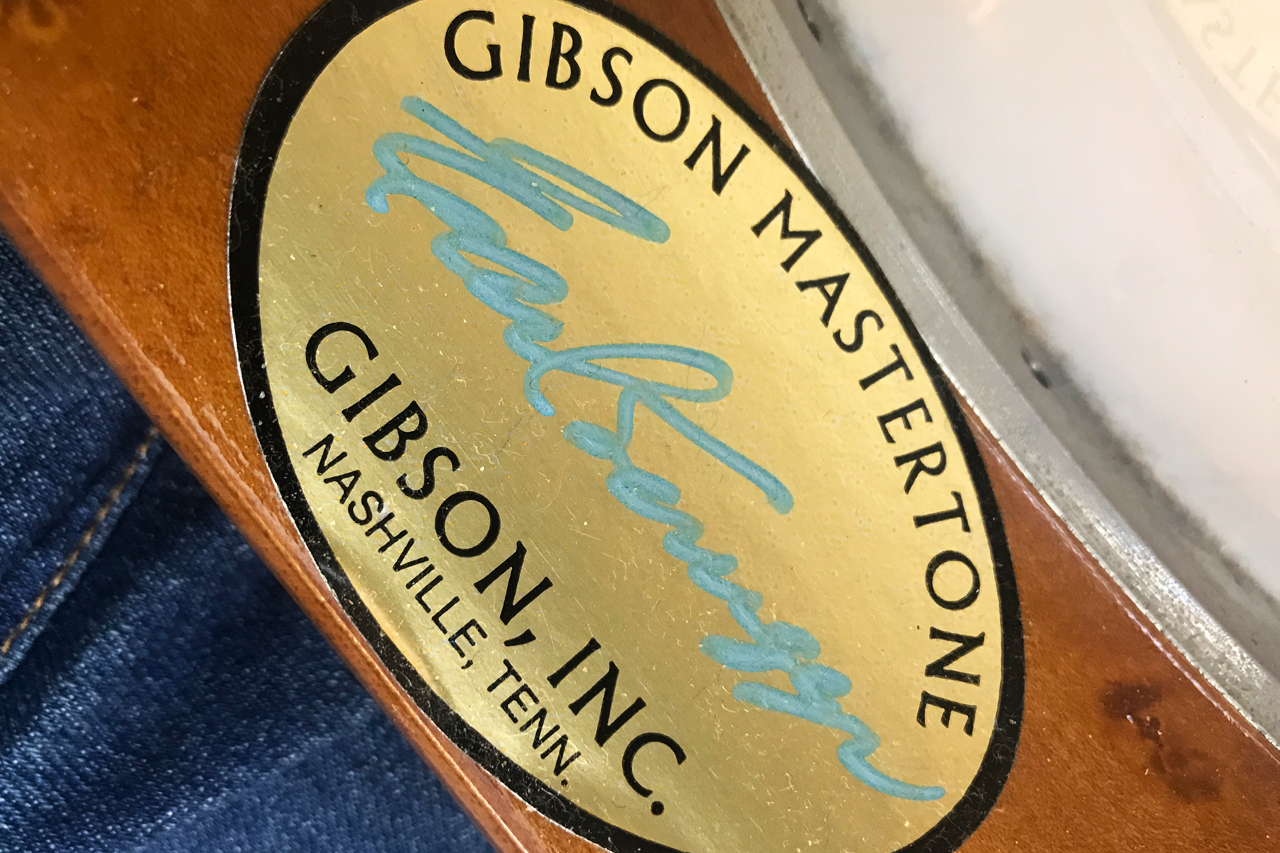 GIBSON MASTERTONE
GIBSON, INC.
NASHVILLE, TENN.